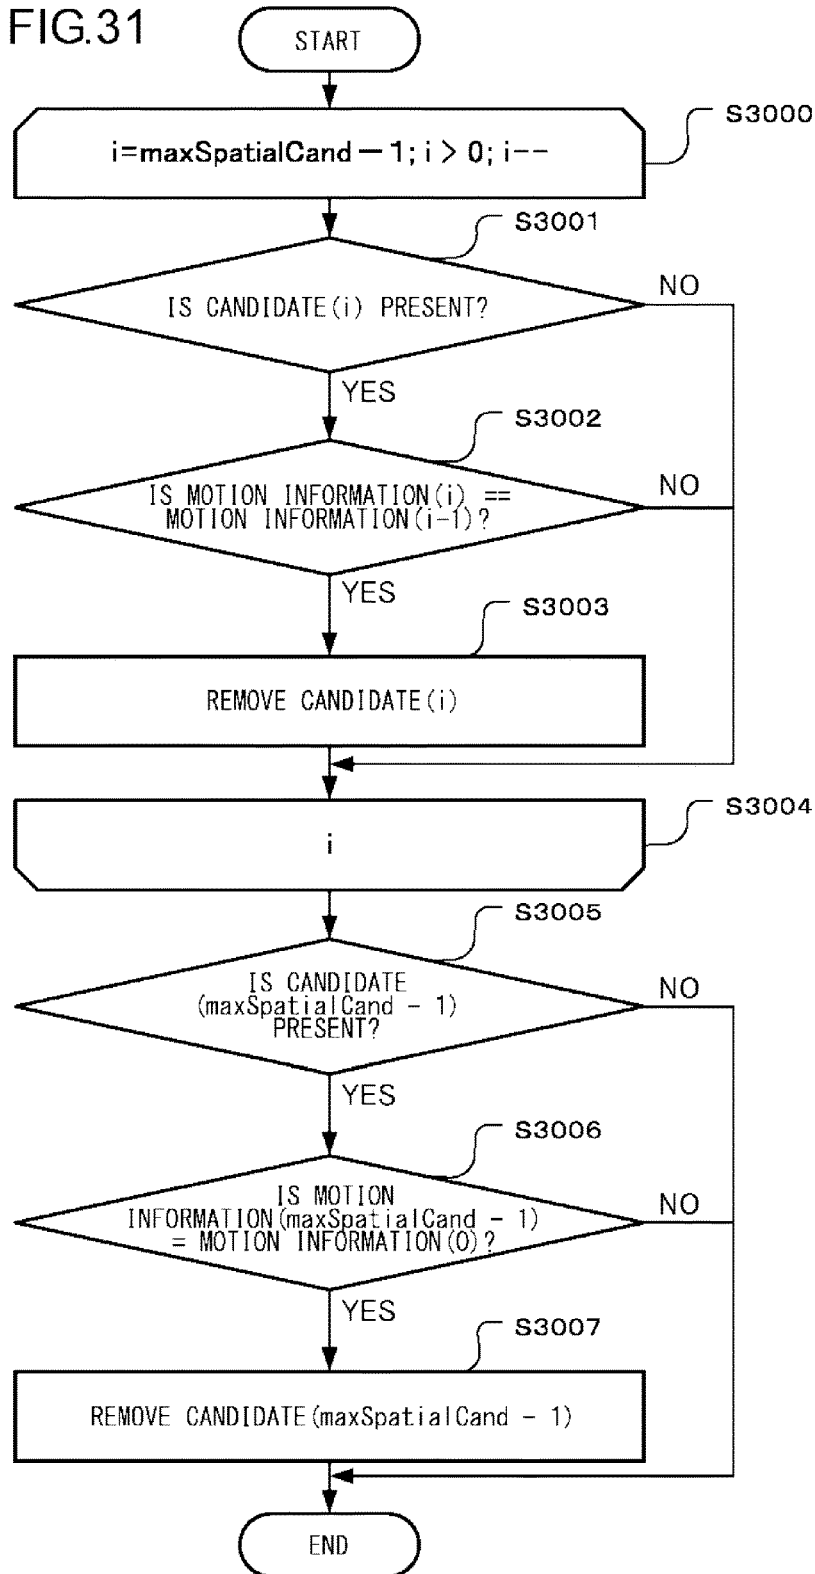 FIG.31
START
S3000
i=maxSpatialCand − 1; i > 0; i--
S3001
IS CANDIDATE(i) PRESENT?
NO
YES
S3002
IS MOTION INFORMATION(i) ==
MOTION INFORMATION(i-1)?
NO
YES
S3003
REMOVE CANDIDATE(i)
S3004
i
S3005
IS CANDIDATE
(maxSpatialCand - 1)
PRESENT?
NO
YES
S3006
IS MOTION
INFORMATION(maxSpatialCand - 1)
= MOTION INFORMATION(0)?
NO
YES
S3007
REMOVE CANDIDATE(maxSpatialCand - 1)
END